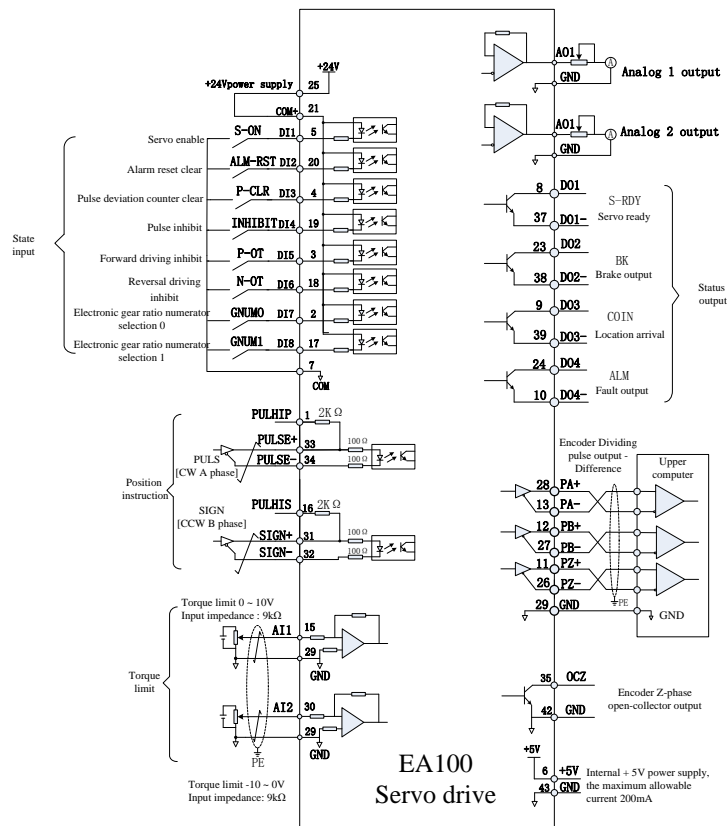 +24V
+24Vpower supply 25
COM+ 21
Servo enable S-ON DI1 5
Alarm reset clear ALM-RST DI2 20
Pulse deviation counter clear P-CLR DI3 4
Pulse inhibit INHIBIT DI4 19
Forward driving inhibit P-OT DI5 3
Reversal driving
inhibit N-OT DI6 18
Electronic gear ratio numerator
selection 0 GNUM0 DI7 2
Electronic gear ratio numerator
selection 1 GNUM1 DI8 17
7
COM
State
input
PULHIP 1 2K Ω
PULSE+ 33 100 Ω
PULSE- 34 100 Ω
PULS
[CW A phase]
Position
instruction
PULHIS 16 2K Ω
SIGN
[CCW B phase]
SIGN+ 31 100 Ω
SIGN- 32 100 Ω
Torque limit 0 ~ 10V
Input impedance : 9kΩ
AI1 15
29
GND
Torque
limit
AI2 30
29
GND
PE
Torque limit -10 ~ 0V
Input impedance: 9kΩ
EA100
Servo drive
AO1 A
GND
Analog 1 output
AO1 A
GND
Analog 2 output
8 DO1
S-RDY
Servo ready
37 DO1-
23 DO2
BK
Brake output
38 DO2-
9 DO3
COIN
Location arrival
39 DO3-
24 DO4
ALM
Fault output
10 DO4-
Status
output
Encoder Dividing
pulse output -
Difference
Upper
computer
28 PA+
13 PA-
12 PB+
27 PB-
11 PZ+
26 PZ-
PE
29 GND
GND
35 OCZ
42 GND
Encoder Z-phase
open-collector output
+5V
6 +5V
43 GND
Internal + 5V power supply,
the maximum allowable
current 200mA